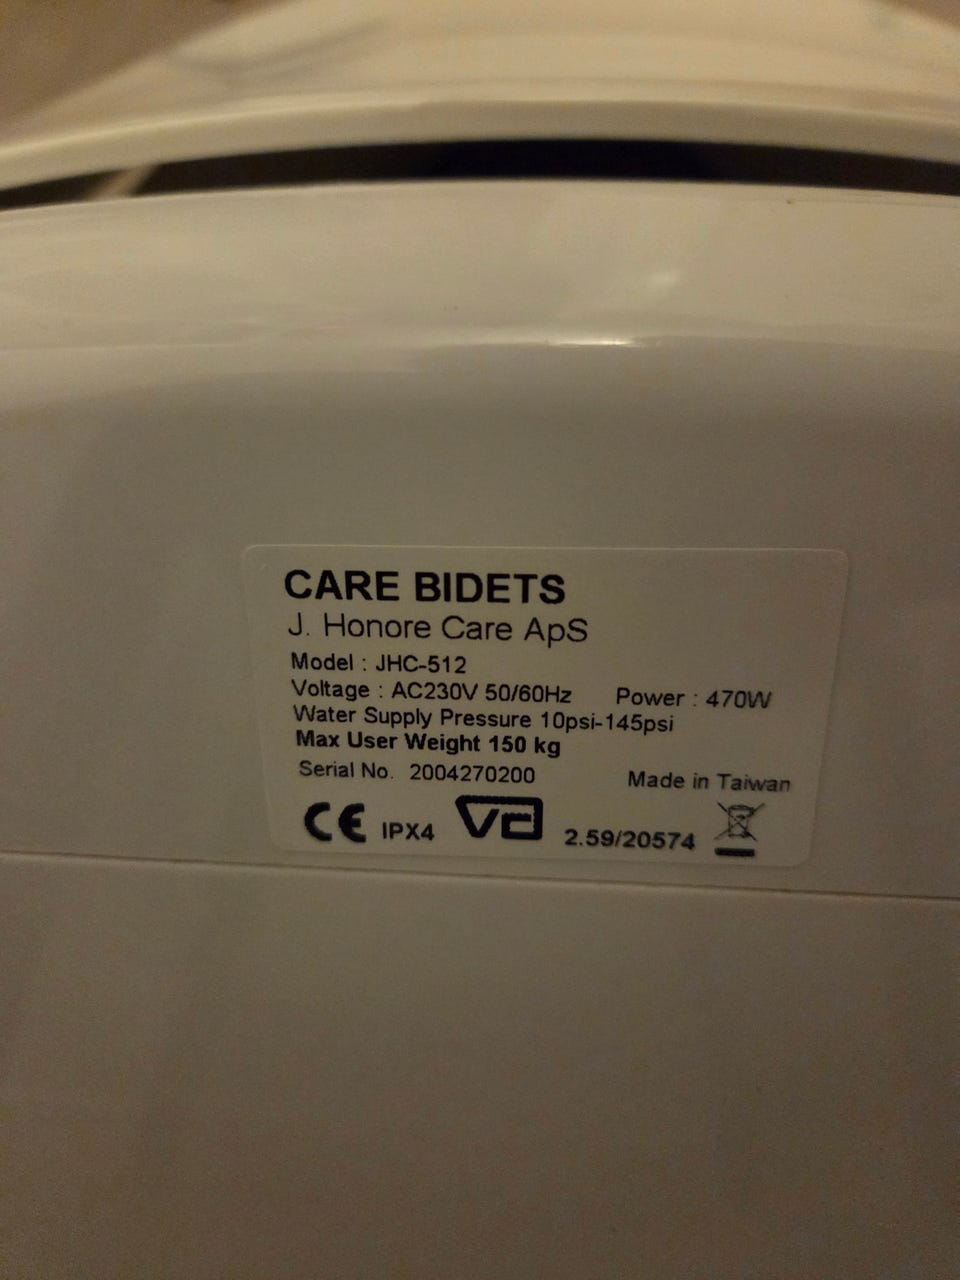 CARE BIDETS
J. Honore Care ApS
Model : JHC-512
Voltage : AC230V 50/60Hz Power : 470W
Water Supply Pressure 10psi-145psi
Max User Weight 150 kg
Serial No. 2004270200 Made in Taiwan
CE IPX4 VA 2.59/20574